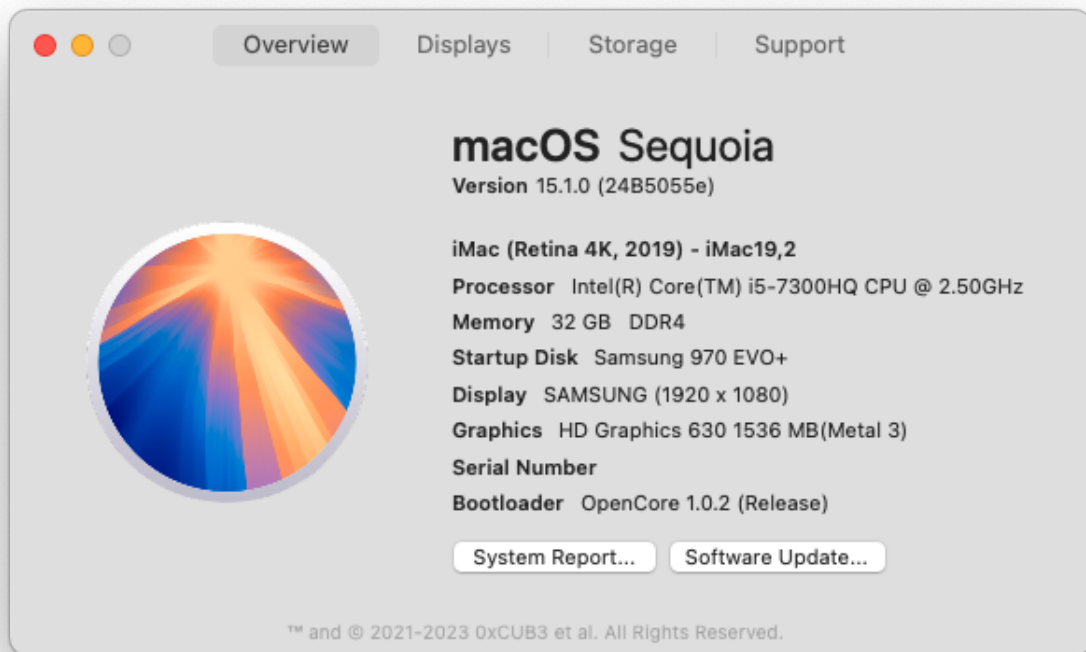 Overview Displays Storage Support
macOS Sequoia
Version 15.1.0 (24B5055e)
iMac (Retina 4K, 2019) - iMac19,2
Processor Intel(R) Core(TM) i5-7300HQ CPU @ 2.50GHz
Memory 32 GB DDR4
Startup Disk Samsung 970 EVO+
Display SAMSUNG (1920 x 1080)
Graphics HD Graphics 630 1536 MB(Metal 3)
Serial Number
Bootloader OpenCore 1.0.2 (Release)
System Report... Software Update...
™ and © 2021-2023 0xCUB3 et al. All Rights Reserved.